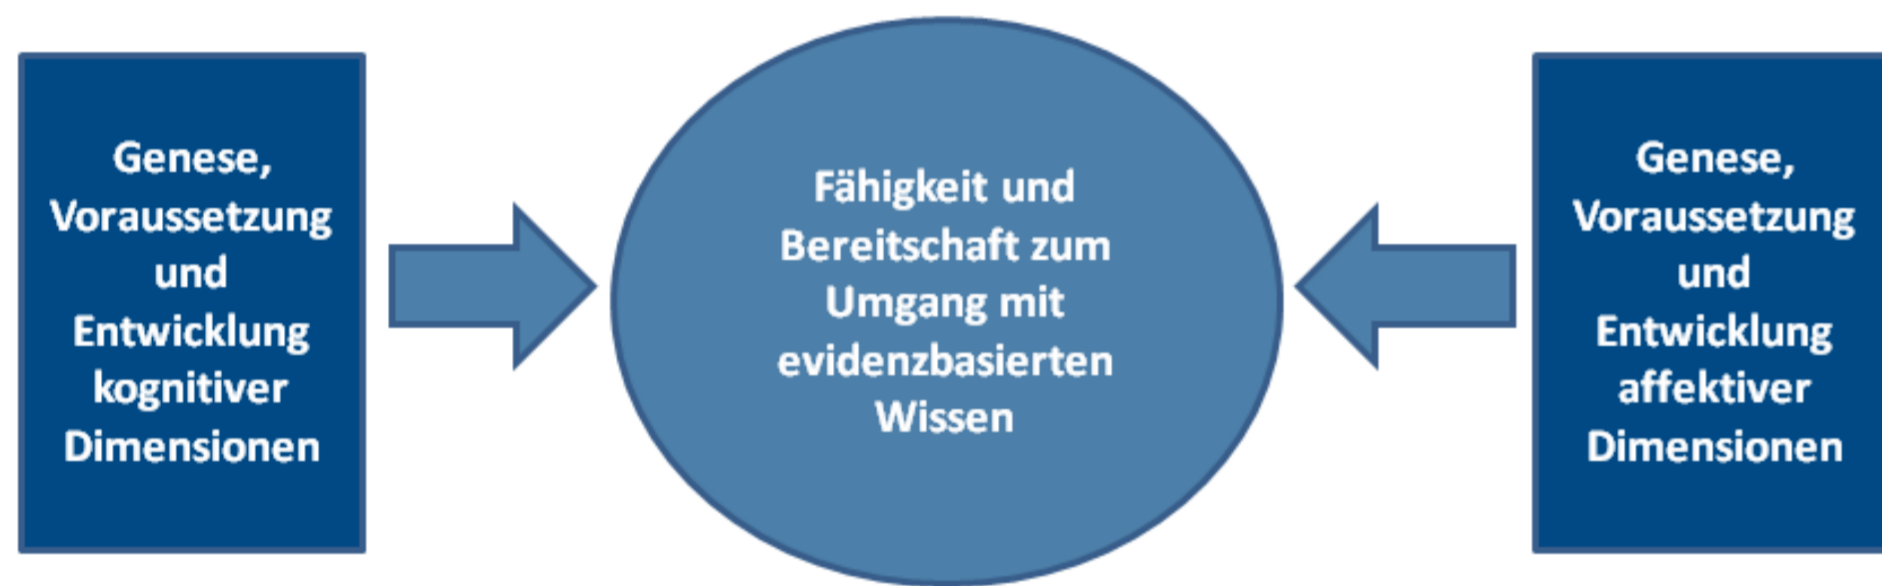 Genese,
Voraussetzung
und
Entwicklung
kognitiver
Dimensionen
Fähigkeit und
Bereitschaft zum
Umgang mit
evidenzbasierten
Wissen
Genese,
Voraussetzung
und
Entwicklung
affektiver
Dimensionen